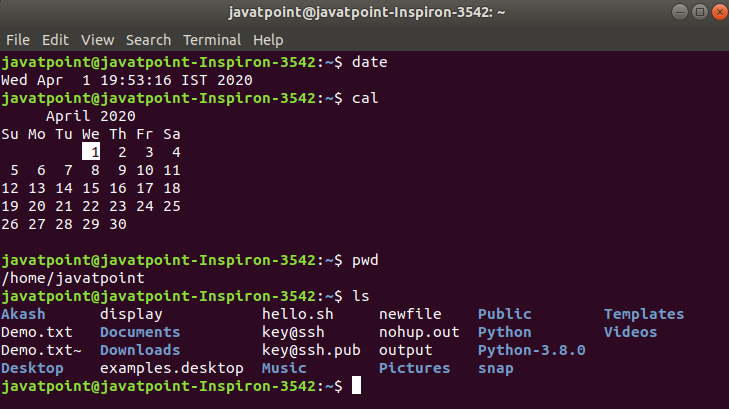 javatpoint@javatpoint-Inspiron-3542: ~
File Edit View Search Terminal Help
javatpoint@javatpoint-Inspiron-3542:~$ date
Wed Apr  1 19:53:16 IST 2020
javatpoint@javatpoint-Inspiron-3542:~$ cal
     April 2020
Su Mo Tu We Th Fr Sa
          1  2  3  4
 5  6  7  8  9 10 11
12 13 14 15 16 17 18
19 20 21 22 23 24 25
26 27 28 29 30
javatpoint@javatpoint-Inspiron-3542:~$ pwd
/home/javatpoint
javatpoint@javatpoint-Inspiron-3542:~$ ls
Akash      display           hello.sh     newfile    Public        Templates
Demo.txt   Documents         key@ssh      nohup.out  Python        Videos
Demo.txt~  Downloads         key@ssh.pub  output     Python-3.8.0
Desktop    examples.desktop  Music        Pictures   snap
javatpoint@javatpoint-Inspiron-3542:~$